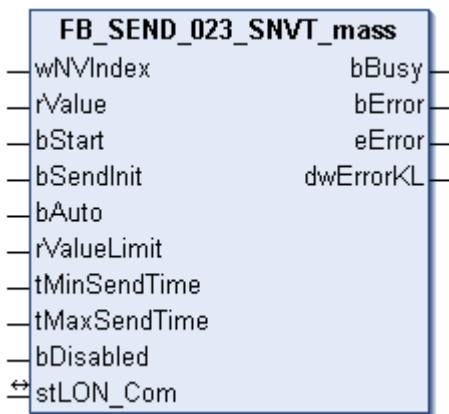 FB_SEND_023_SNVT_mass
wNVIndex bBusy
rValue bError
bStart eError
bSendInit dwErrorKL
bAuto
rValueLimit
tMinSendTime
tMaxSendTime
bDisabled
stLON_Com